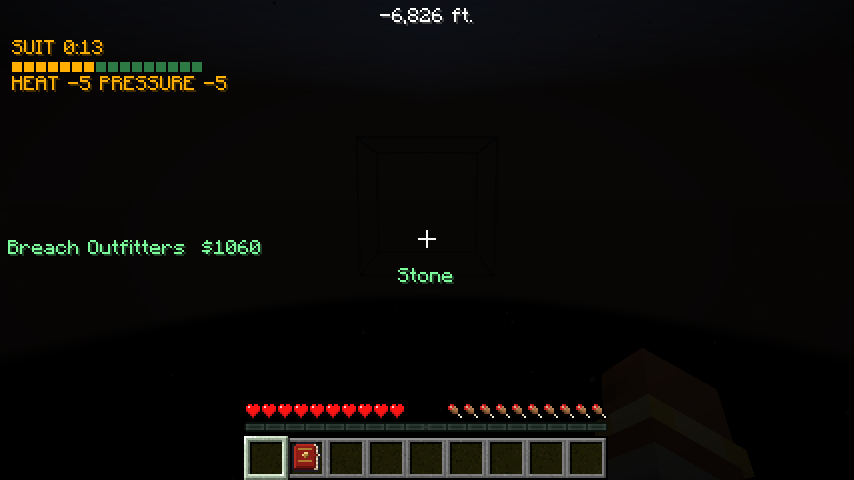 -6,826 ft.
SUIT 0:13
HEAT -5 PRESSURE -5
Breach Outfitters $1060
Stone